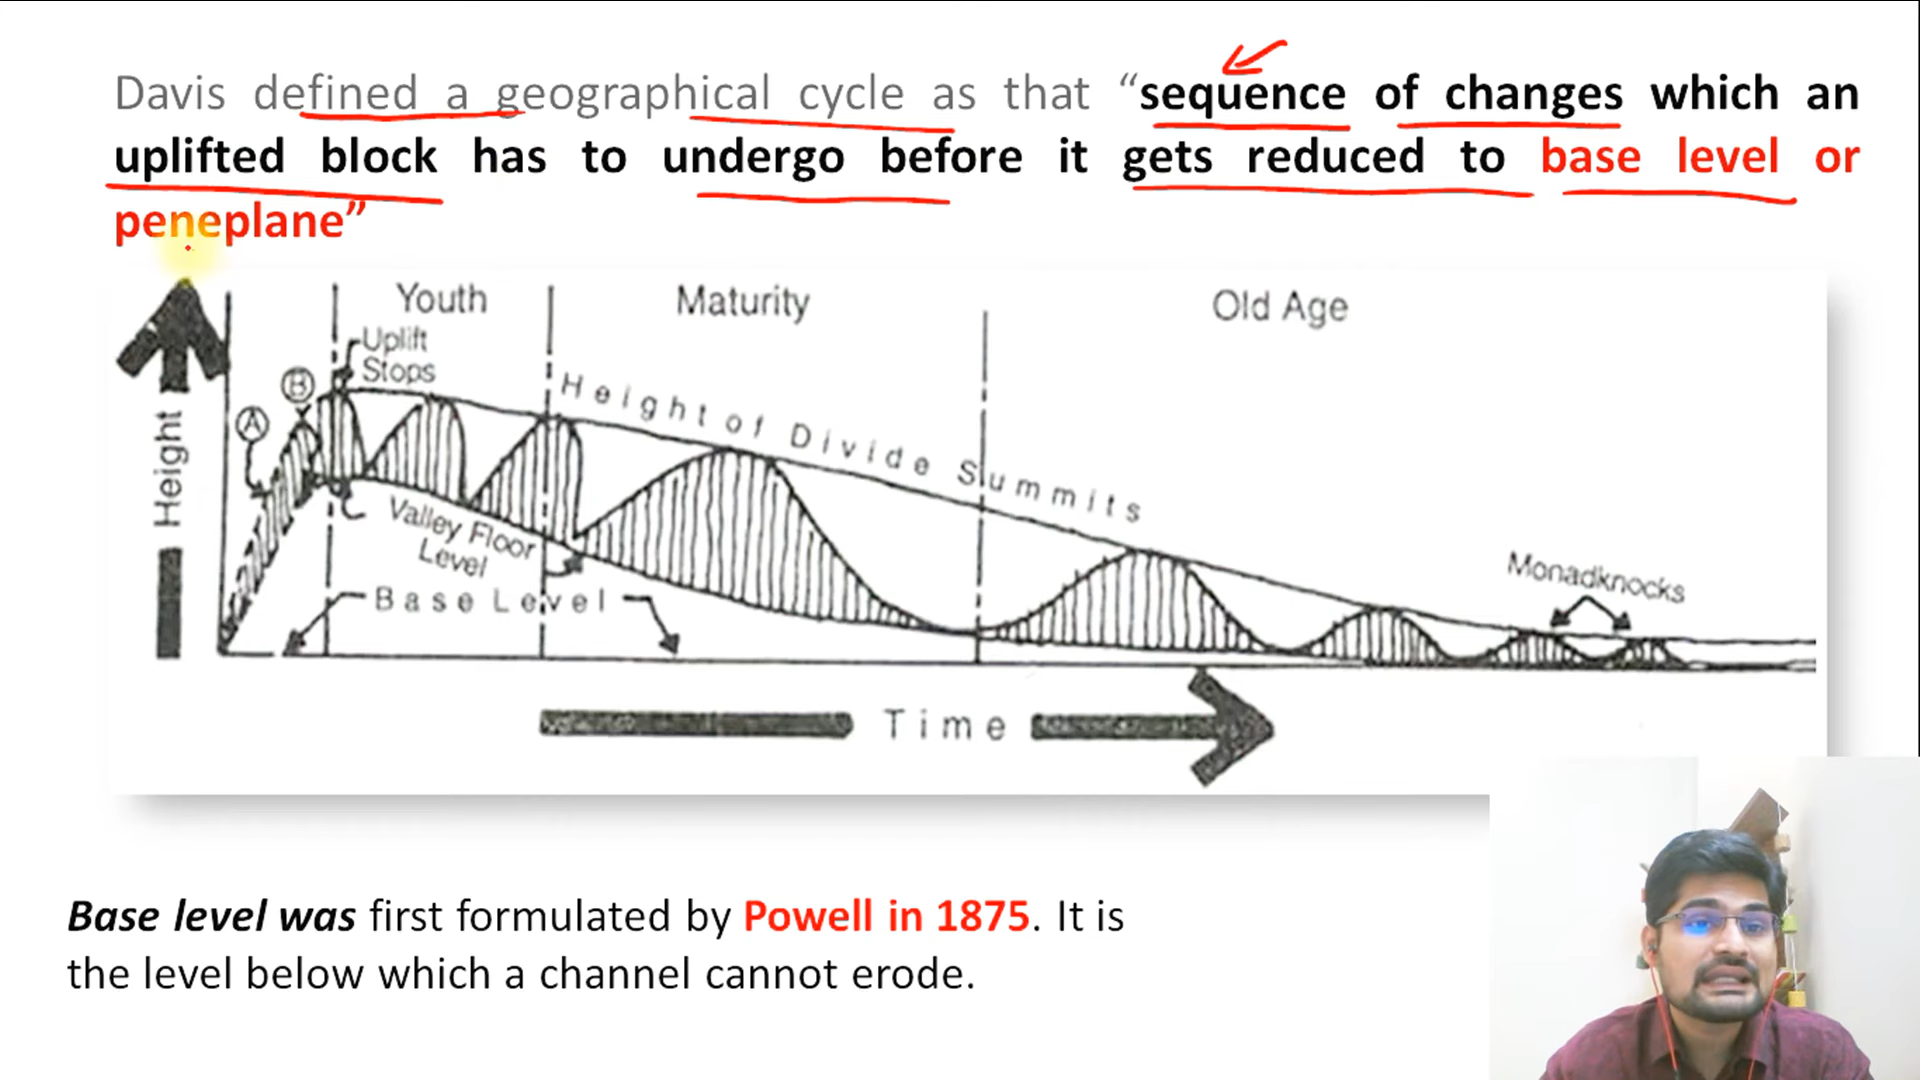 Davis defined a geographical cycle as that “sequence of changes which an
uplifted block has to undergo before it gets reduced to base level or
peneplane”
Youth
Maturity
Old Age
Uplift
Stops
B
A
Height of Divide Summits
Height
Valley Floor
Level
Base Level
Monadknocks
Time
Base level was first formulated by Powell in 1875. It is
the level below which a channel cannot erode.